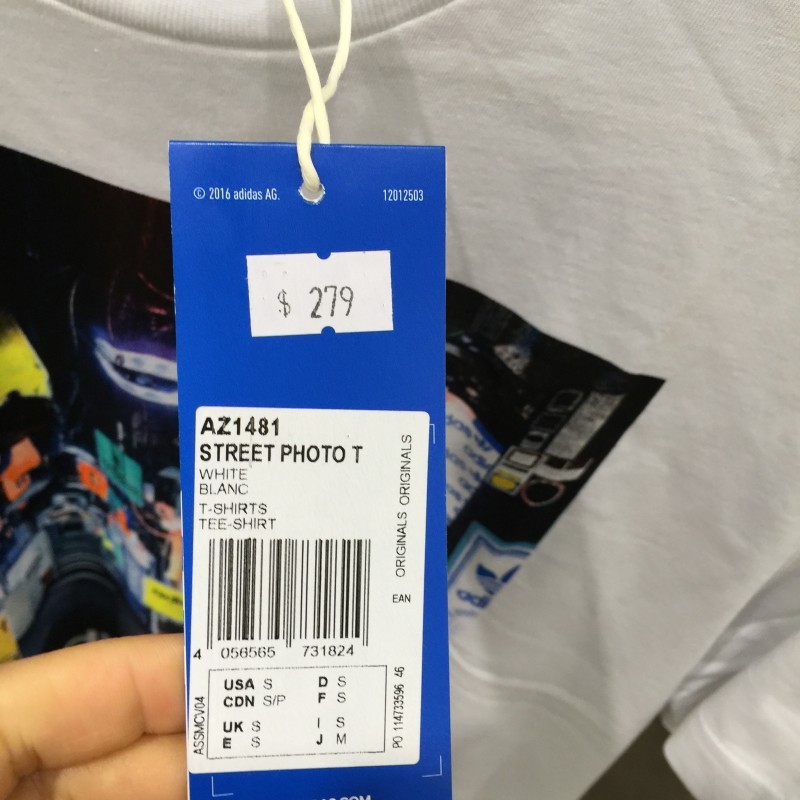 © 2016 adidas AG.
12012503
$ 279
AZ1481
STREET PHOTO T
WHITE
BLANC
T-SHIRTS
TEE-SHIRT
ORIGINALS ORIGINALS
EAN
4 056565 731824
USA S D S
CDN S/P F S
UK S I S
E S J M
ASSMCV04
PO 114733596 46
adidas